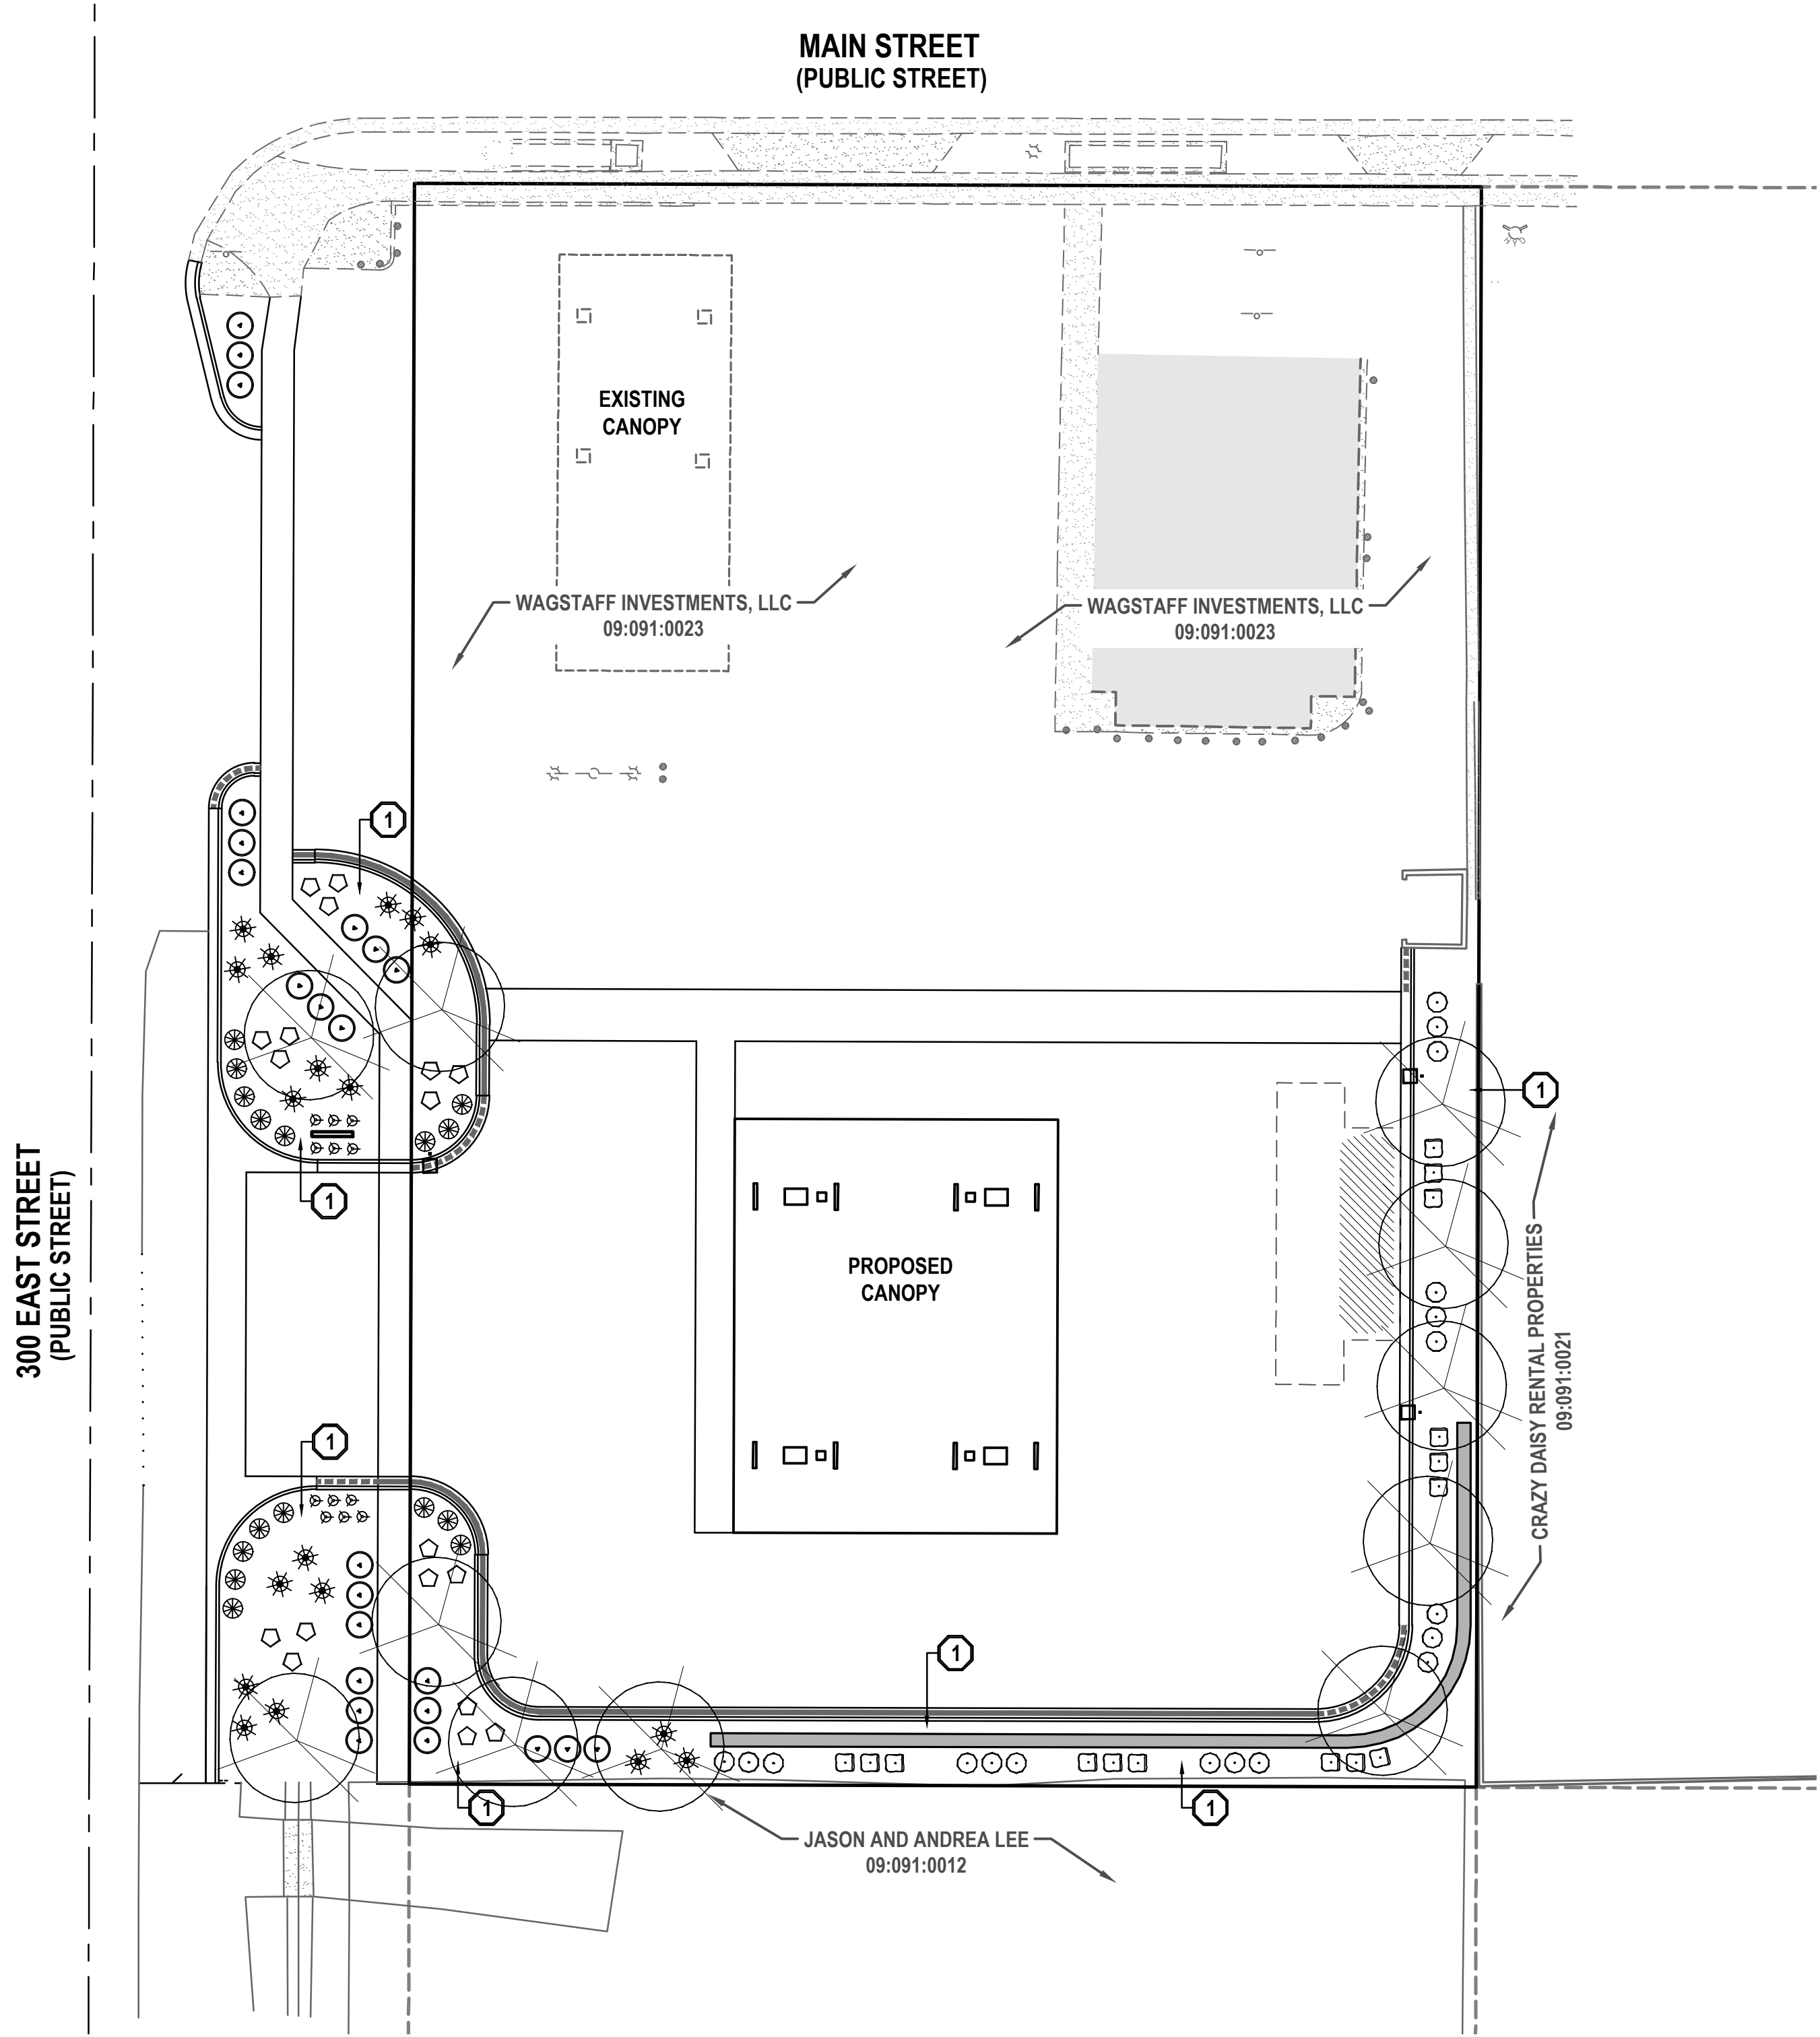 MAIN STREET
(PUBLIC STREET)
EXISTING
CANOPY
WAGSTAFF INVESTMENTS, LLC
09:091:0023
WAGSTAFF INVESTMENTS, LLC
09:091:0023
1
1
1
300 EAST STREET
(PUBLIC STREET)
PROPOSED
CANOPY
CRAZY DAISY RENTAL PROPERTIES
09:091:0021
1
1
1
1
JASON AND ANDREA LEE
09:091:0012